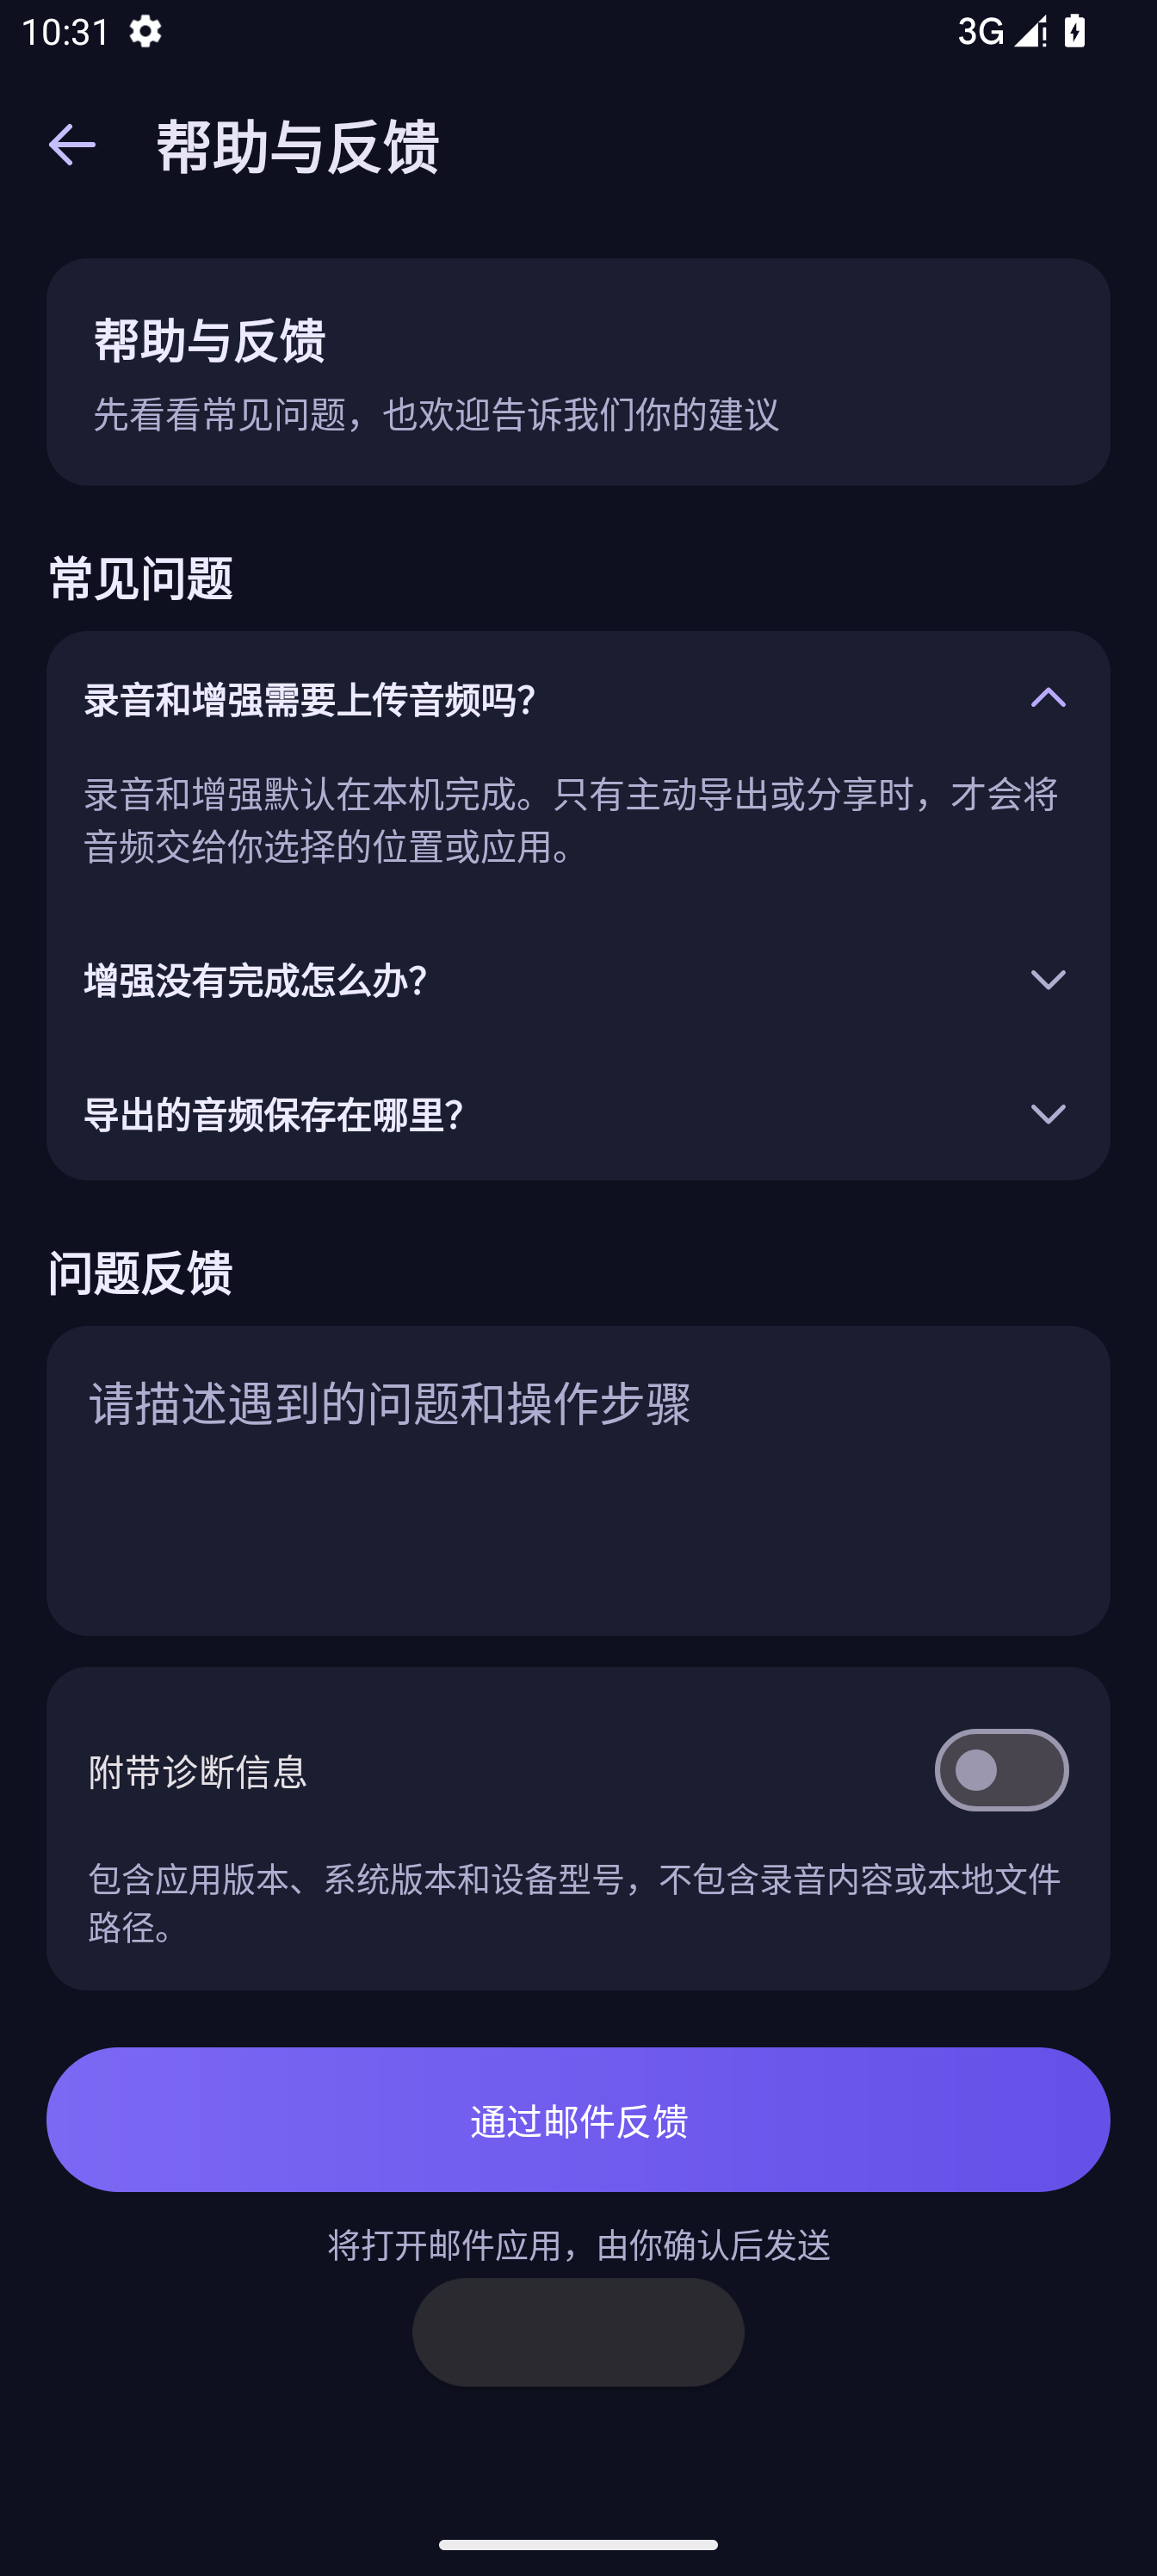 10:31
3G
帮助与反馈
帮助与反馈
先看看常见问题，也欢迎告诉我们你的建议
常见问题
录音和增强需要上传音频吗？
录音和增强默认在本机完成。只有主动导出或分享时，才会将
音频交给你选择的位置或应用。
增强没有完成怎么办？
导出的音频保存在哪里？
问题反馈
请描述遇到的问题和操作步骤
附带诊断信息
包含应用版本、系统版本和设备型号，不包含录音内容或本地文件
路径。
通过邮件反馈
将打开邮件应用，由你确认后发送